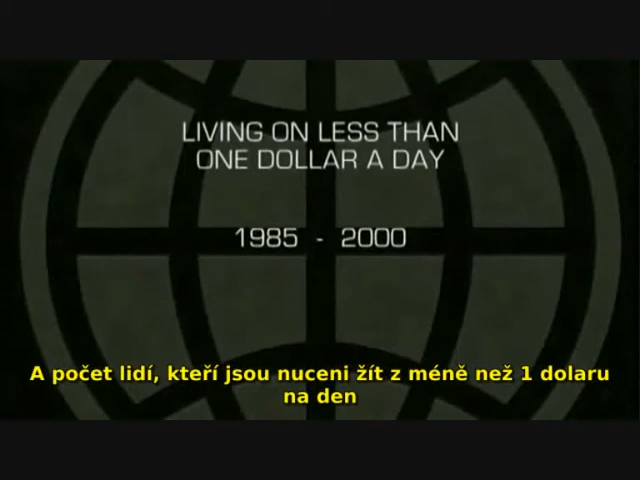 LIVING ON LESS THAN
ONE DOLLAR A DAY
1985 - 2000
A počet lidí, kteří jsou nuceni žít z méně než 1 dolaru
na den